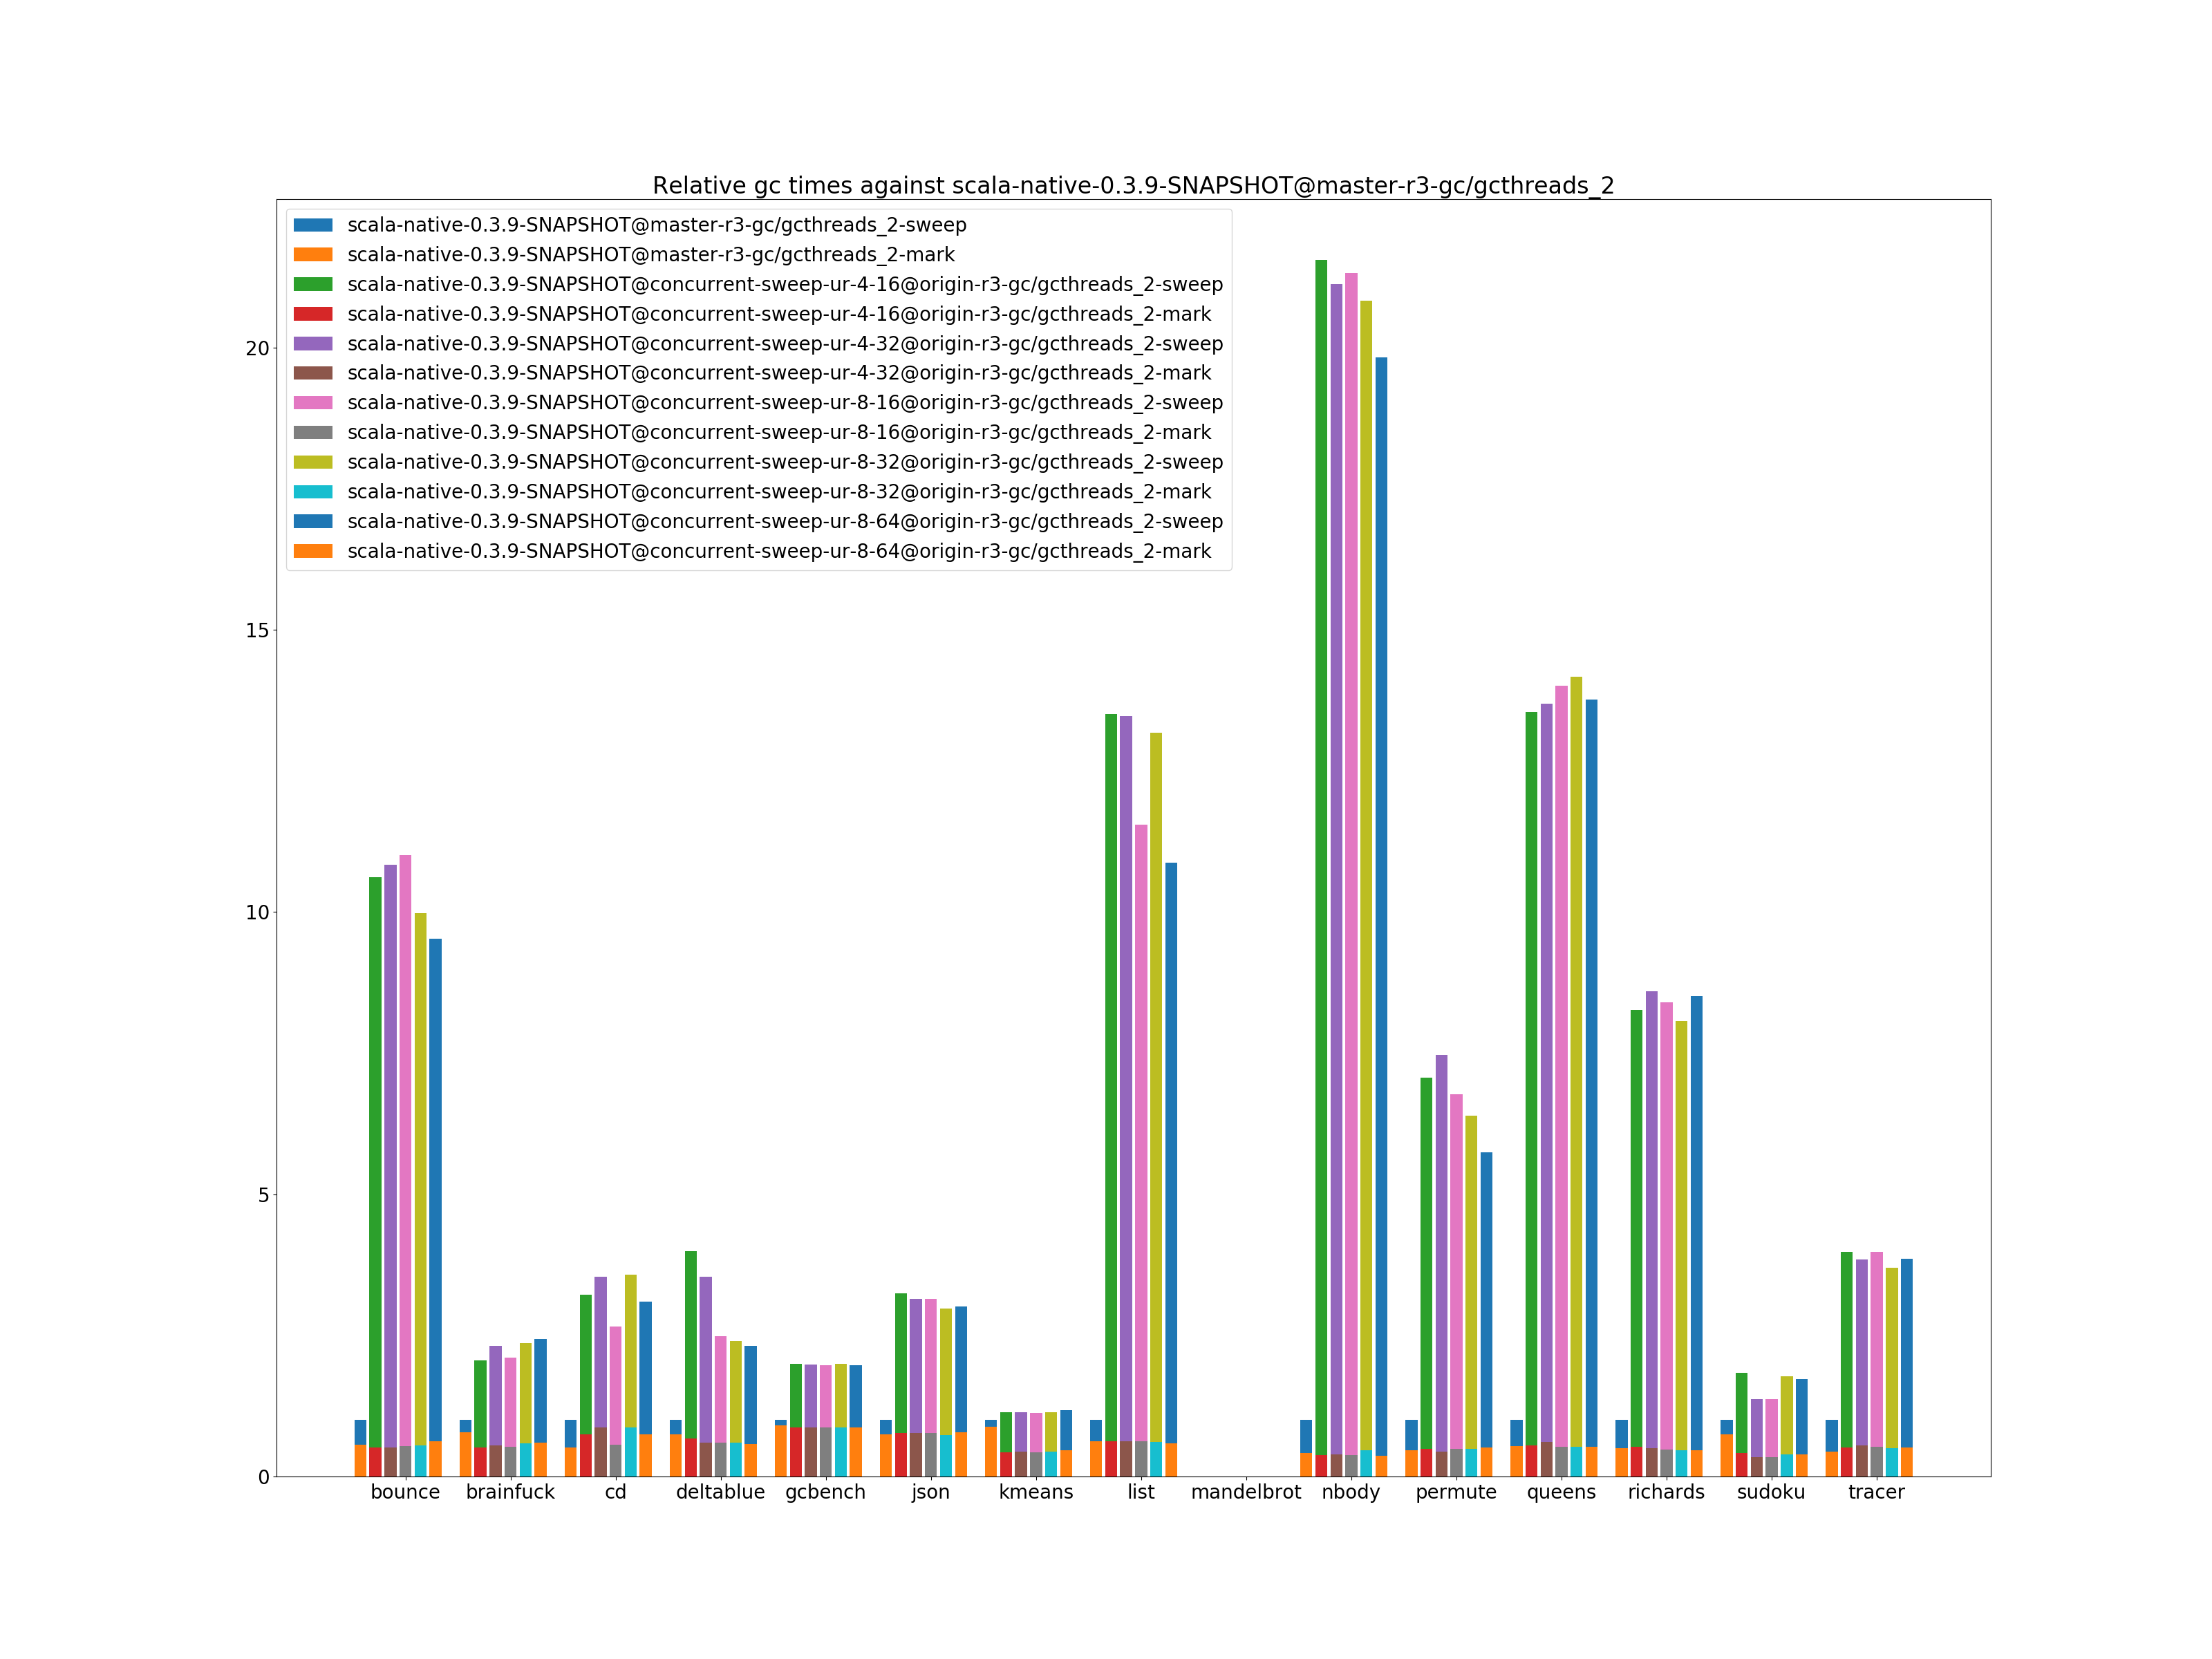 Relative gc times against scala-native-0.3.9-SNAPSHOT@master-r3-gc/gcthreads_2
scala-native-0.3.9-SNAPSHOT@master-r3-gc/gcthreads_2-sweep
scala-native-0.3.9-SNAPSHOT@master-r3-gc/gcthreads_2-mark
scala-native-0.3.9-SNAPSHOT@concurrent-sweep-ur-4-16@origin-r3-gc/gcthreads_2-sweep
scala-native-0.3.9-SNAPSHOT@concurrent-sweep-ur-4-16@origin-r3-gc/gcthreads_2-mark
scala-native-0.3.9-SNAPSHOT@concurrent-sweep-ur-4-32@origin-r3-gc/gcthreads_2-sweep
scala-native-0.3.9-SNAPSHOT@concurrent-sweep-ur-4-32@origin-r3-gc/gcthreads_2-mark
scala-native-0.3.9-SNAPSHOT@concurrent-sweep-ur-8-16@origin-r3-gc/gcthreads_2-sweep
scala-native-0.3.9-SNAPSHOT@concurrent-sweep-ur-8-16@origin-r3-gc/gcthreads_2-mark
scala-native-0.3.9-SNAPSHOT@concurrent-sweep-ur-8-32@origin-r3-gc/gcthreads_2-sweep
scala-native-0.3.9-SNAPSHOT@concurrent-sweep-ur-8-32@origin-r3-gc/gcthreads_2-mark
scala-native-0.3.9-SNAPSHOT@concurrent-sweep-ur-8-64@origin-r3-gc/gcthreads_2-sweep
scala-native-0.3.9-SNAPSHOT@concurrent-sweep-ur-8-64@origin-r3-gc/gcthreads_2-mark
20
15
10
5
0
bounce brainfuck cd deltablue gcbench json kmeans list mandelbrot nbody permute queens richards sudoku tracer